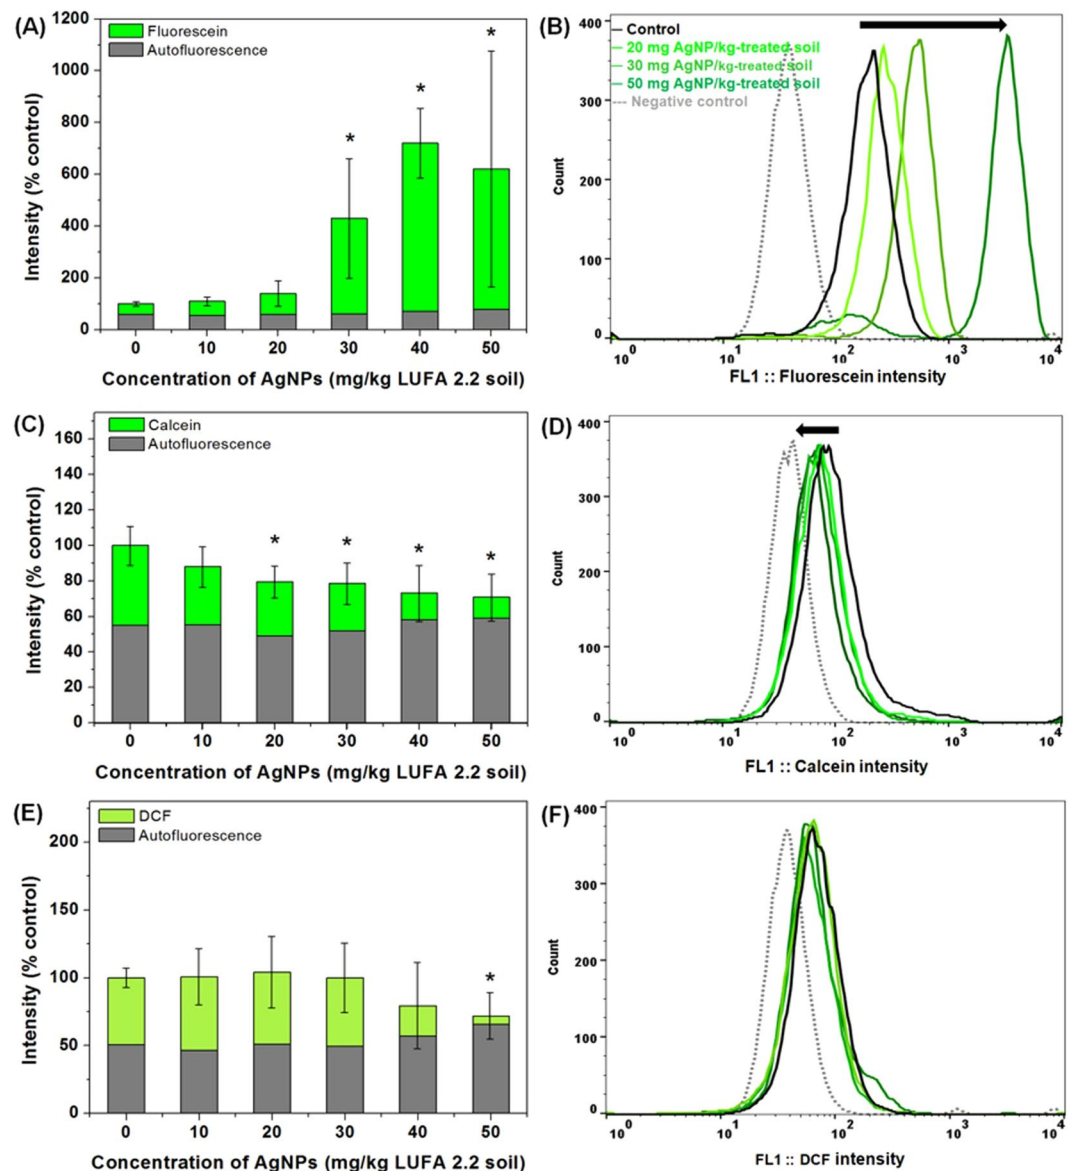 (A)
1200
1000
800
600
400
200
0
Intensity (% control)
Fluorescein
Autofluorescence
*
*
*
0 10 20 30 40 50
Concentration of AgNPs (mg/kg LUFA 2.2 soil)
(B)
400
300
200
100
0
Count
Control
20 mg AgNP/kg-treated soil
30 mg AgNP/kg-treated soil
50 mg AgNP/kg-treated soil
Negative control
10⁰ 10¹ 10² 10³ 10⁴
FL1 :: Fluorescein intensity
(C)
160
140
120
100
80
60
40
20
0
Intensity (% control)
Calcein
Autofluorescence
* * * *
0 10 20 30 40 50
Concentration of AgNPs (mg/kg LUFA 2.2 soil)
(D)
400
300
200
100
0
Count
10⁰ 10¹ 10² 10³ 10⁴
FL1 :: Calcein intensity
(E)
200
150
100
50
0
Intensity (% control)
DCF
Autofluorescence
*
0 10 20 30 40 50
Concentration of AgNPs (mg/kg LUFA 2.2 soil)
(F)
400
300
200
100
0
Count
10⁰ 10¹ 10² 10³ 10⁴
FL1 :: DCF intensity